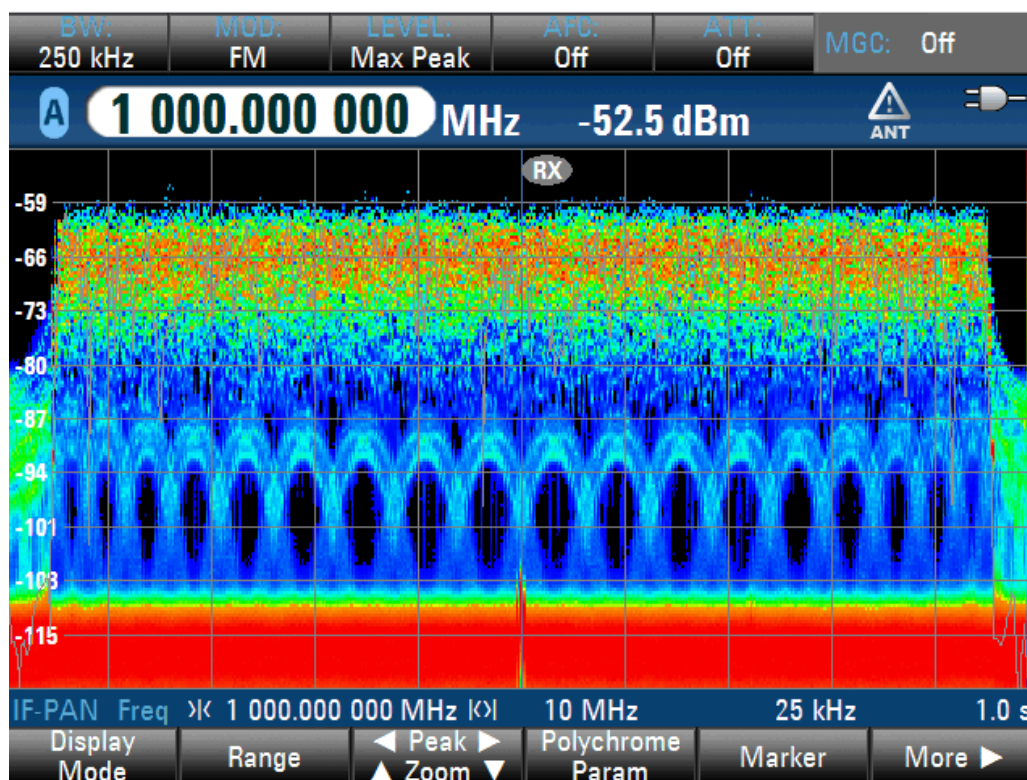 BW: MOD: LEVEL: AFC: ATT: MGC: Off
250 kHz FM Max Peak Off Off
A 1 000.000 000 MHz -52.5 dBm ANT
RX
-59
-66
-73
-80
-87
-94
-101
-108
-115
IF-PAN Freq 1 000.000 000 MHz 10 MHz 25 kHz 1.0 s
Display Mode Range ◀ Peak ▶ ▲ Zoom ▼ Polychrome Param Marker More ▶